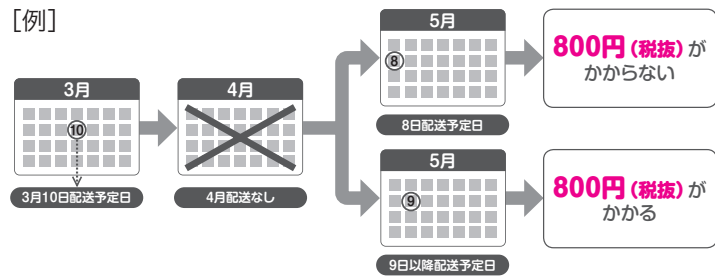 [例]
3月
⑩
3月10日配送予定日
4月
4月配送なし
5月
⑧
8日配送予定日
800円(税抜)が
かからない
5月
⑨
9日以降配送予定日
800円(税抜)が
かかる